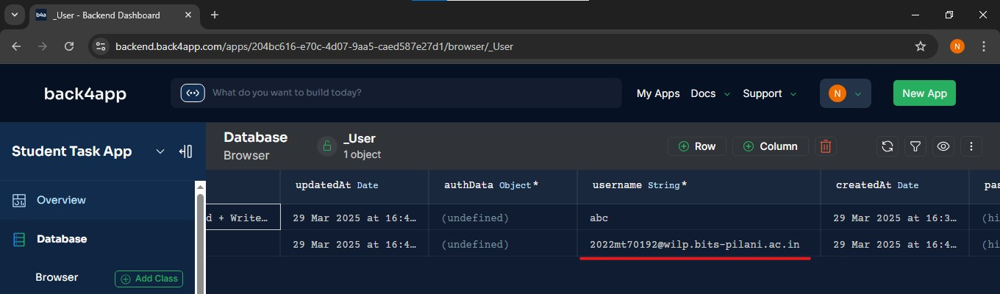 b4a _User - Backend Dashboard
backend.back4app.com/apps/204bc616-e70c-4d07-9aa5-caed587e27d1/browser/_User
N
back4app
What do you want to build today?
My Apps Docs Support
N
New App
Student Task App
Database
Browser
_User
1 object
Row
Column
updatedAt Date
authData Object*
username String*
createdAt Date
pas
Overview
d + Write…
29 Mar 2025 at 16:4…
(undefined)
abc
29 Mar 2025 at 16:3…
(hi
Database
29 Mar 2025 at 16:4…
(undefined)
2022mt70192@wilp.bits-pilani.ac.in
29 Mar 2025 at 16:4…
(hi
Browser
Add Class